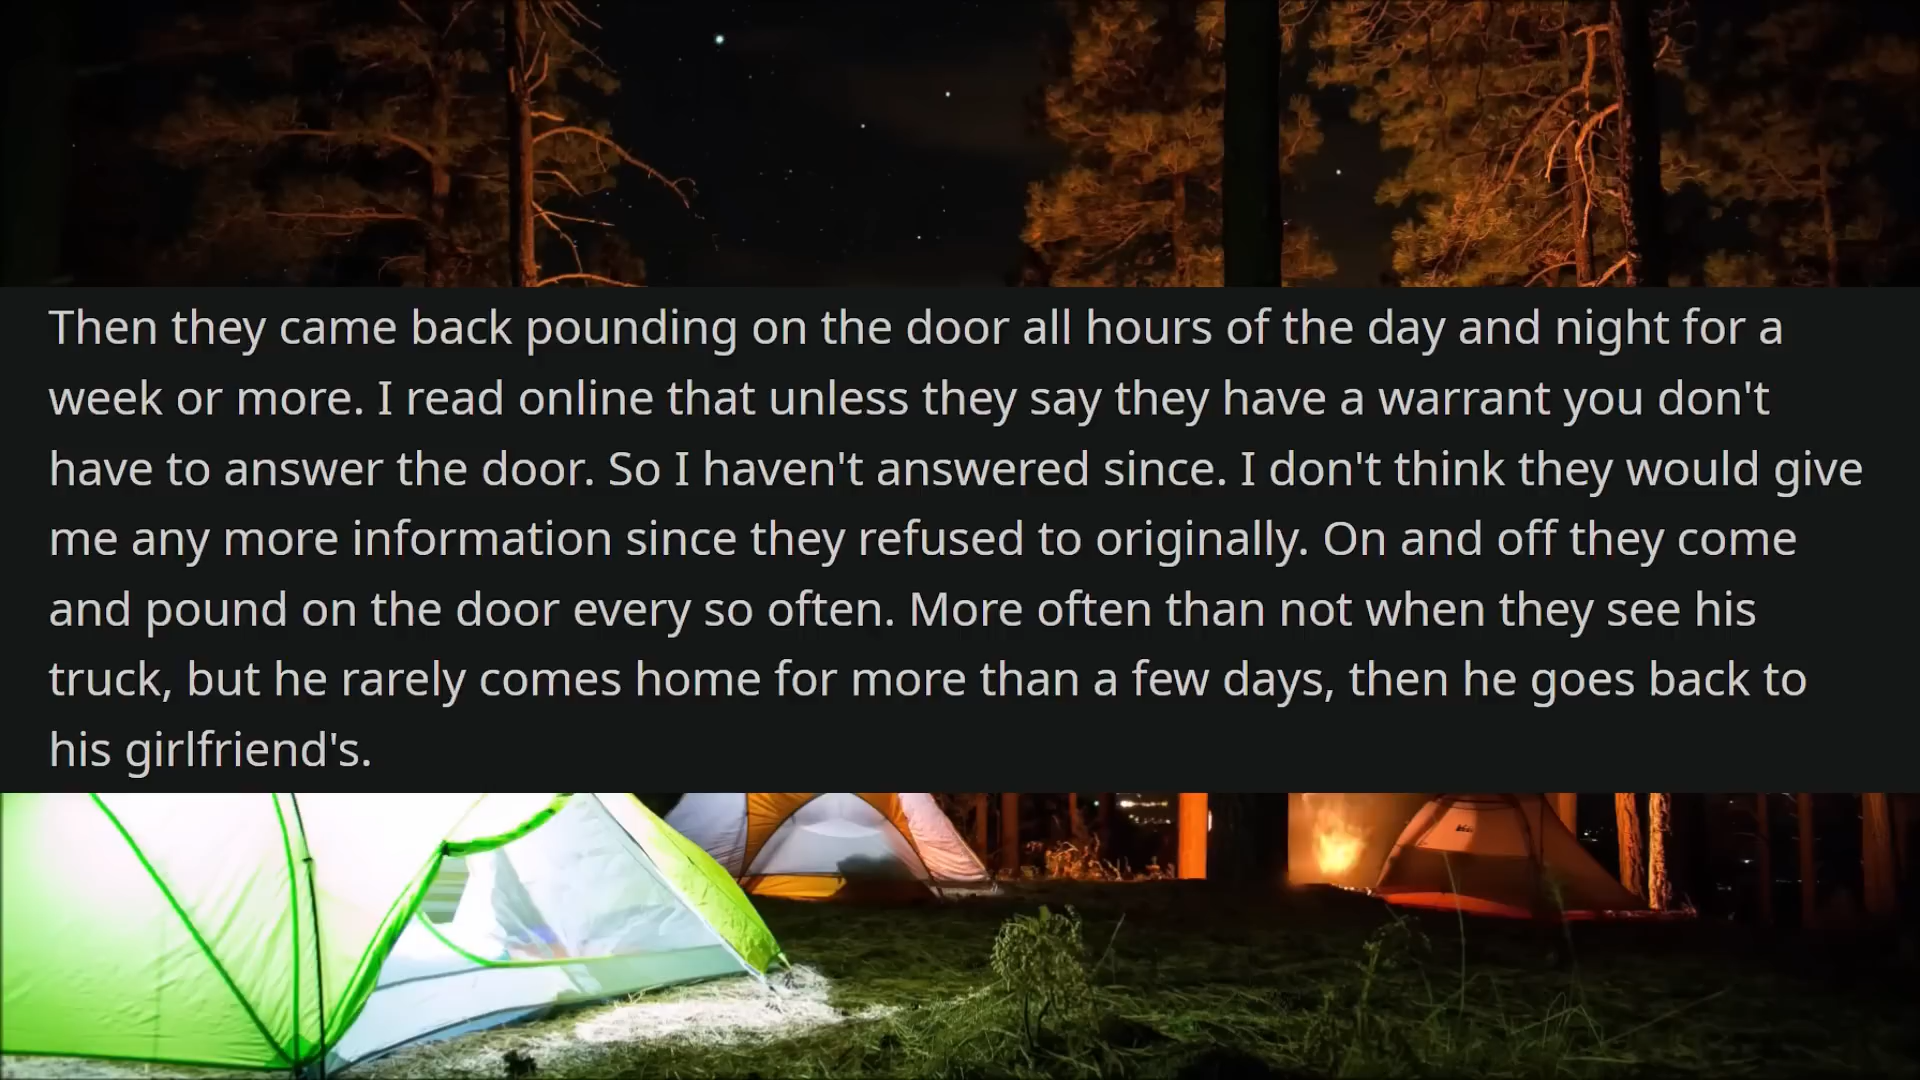 Then they came back pounding on the door all hours of the day and night for a
week or more. I read online that unless they say they have a warrant you don't
have to answer the door. So I haven't answered since. I don't think they would give
me any more information since they refused to originally. On and off they come
and pound on the door every so often. More often than not when they see his
truck, but he rarely comes home for more than a few days, then he goes back to
his girlfriend's.